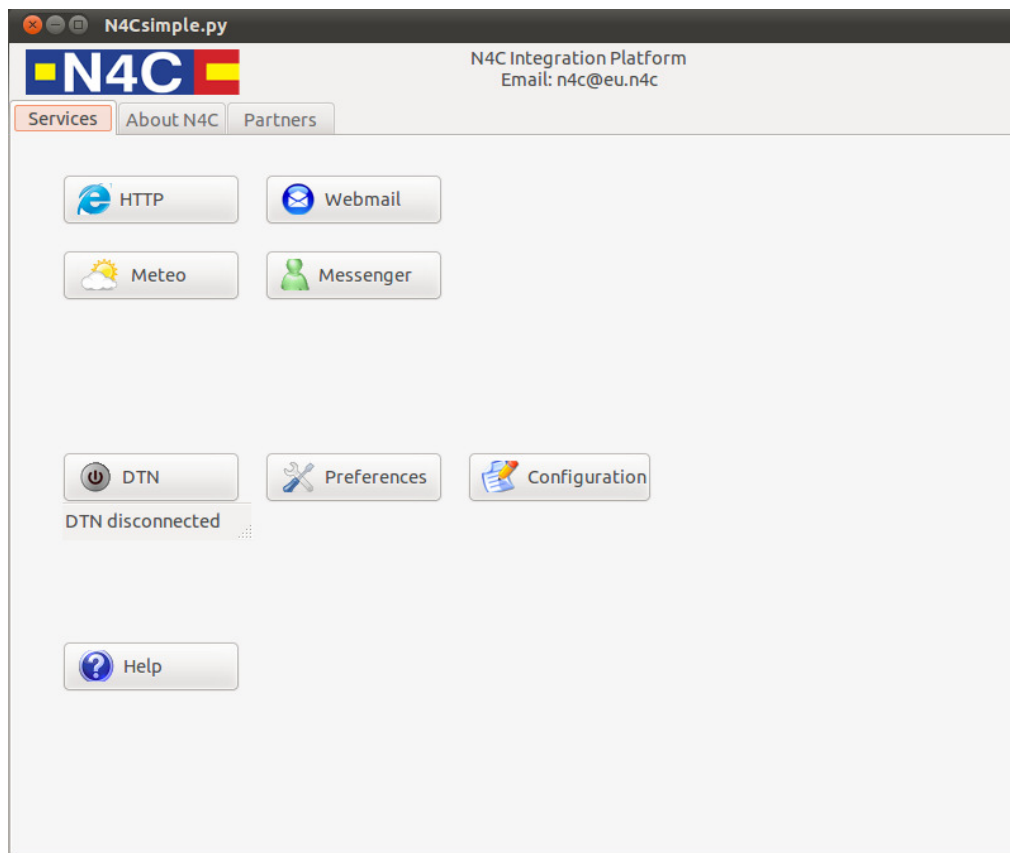 N4Csimple.py
N4C
N4C Integration Platform
Email: n4c@eu.n4c
Services About N4C Partners
HTTP Webmail
Meteo Messenger
DTN Preferences Configuration
DTN disconnected
Help